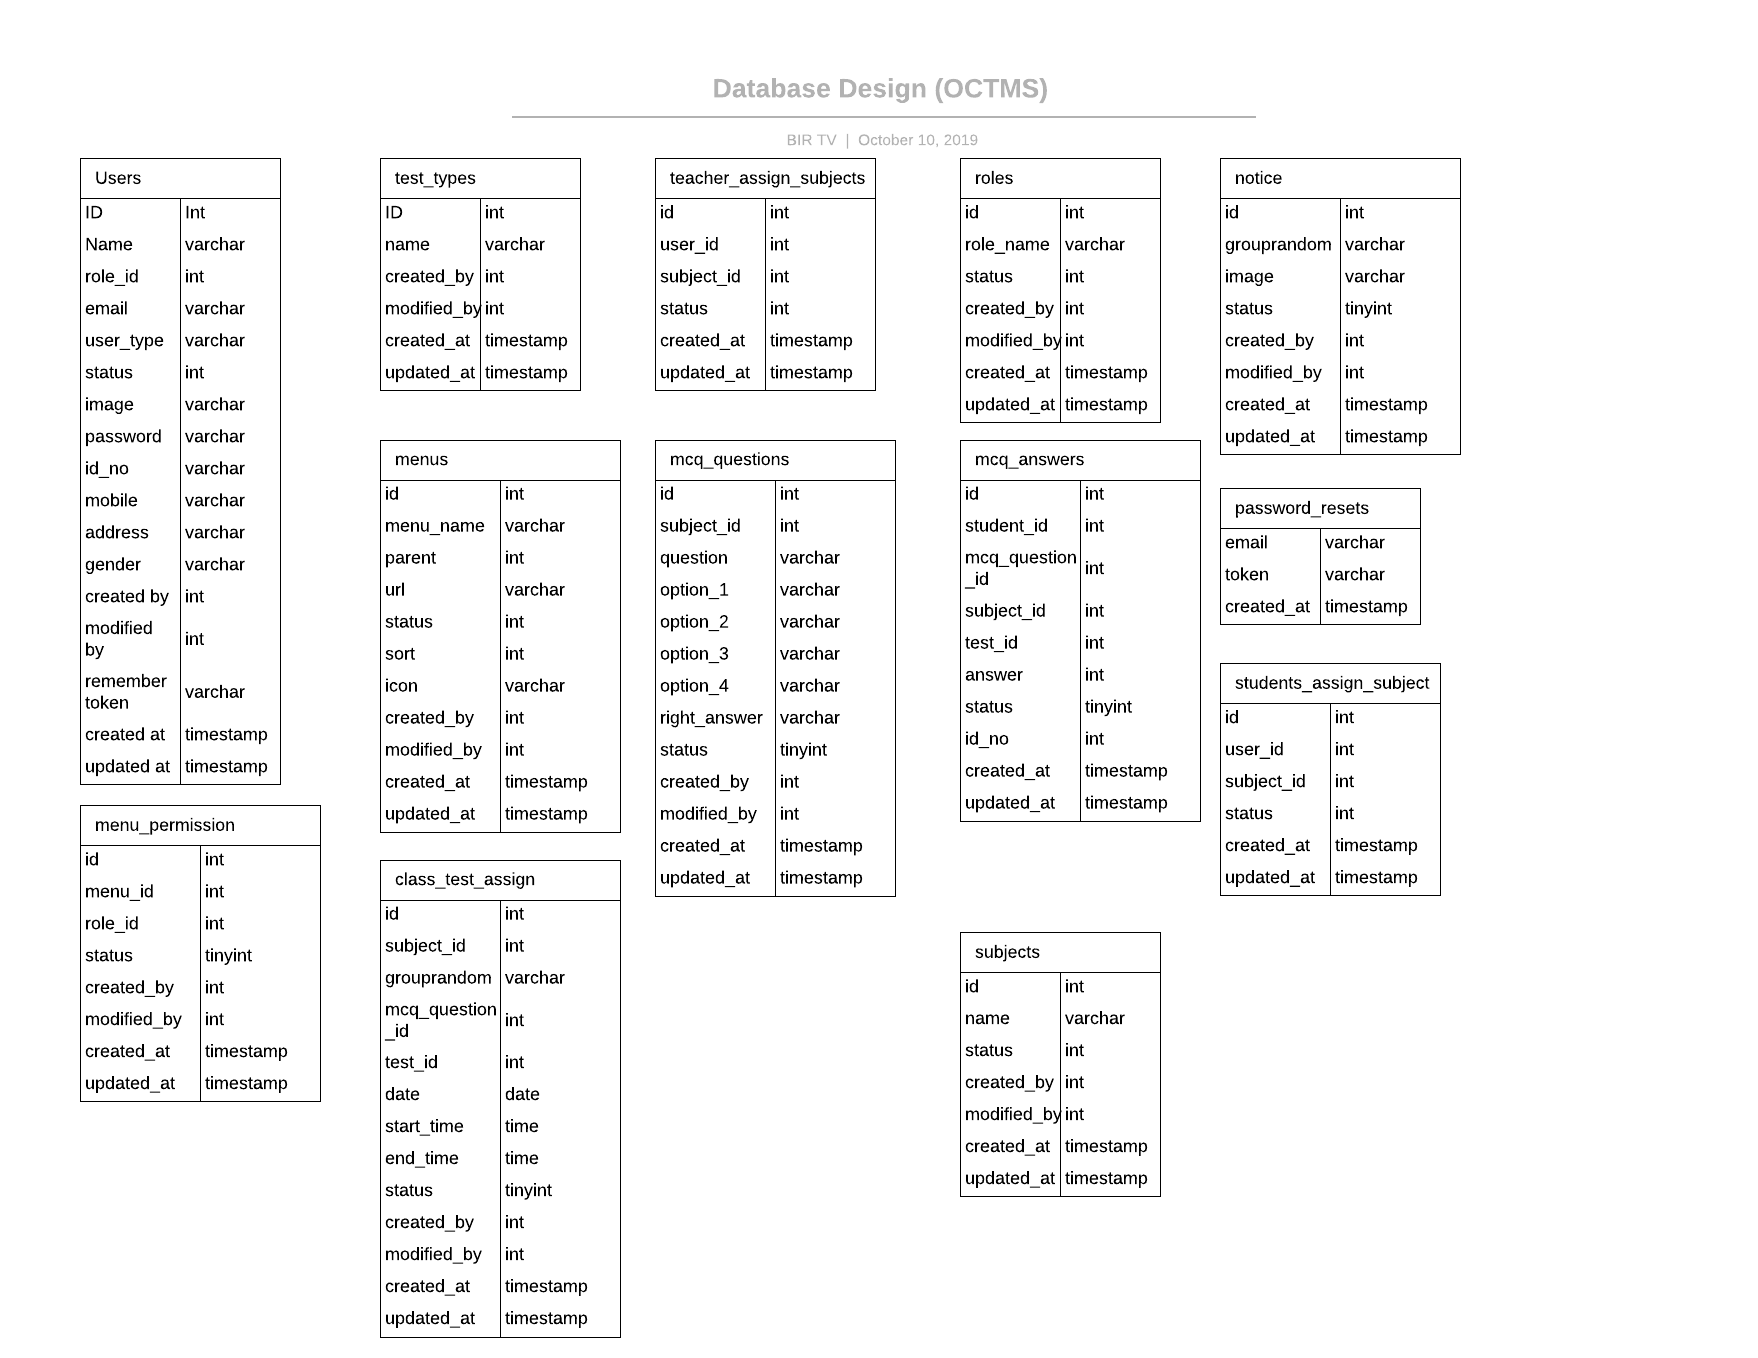 Database Design (OCTMS)
BIR TV | October 10, 2019
Users
ID Int
Name varchar
role_id int
email varchar
user_type varchar
status int
image varchar
password varchar
id_no varchar
mobile varchar
address varchar
gender varchar
created by int
modified
by int
remember
token varchar
created at timestamp
updated at timestamp
menu_permission
id int
menu_id int
role_id int
status tinyint
created_by int
modified_by int
created_at timestamp
updated_at timestamp
test_types
ID int
name varchar
created_by int
modified_by int
created_at timestamp
updated_at timestamp
menus
id int
menu_name varchar
parent int
url varchar
status int
sort int
icon varchar
created_by int
modified_by int
created_at timestamp
updated_at timestamp
class_test_assign
id int
subject_id int
grouprandom varchar
mcq_question
_id int
test_id int
date date
start_time time
end_time time
status tinyint
created_by int
modified_by int
created_at timestamp
updated_at timestamp
teacher_assign_subjects
id int
user_id int
subject_id int
status int
created_at timestamp
updated_at timestamp
mcq_questions
id int
subject_id int
question varchar
option_1 varchar
option_2 varchar
option_3 varchar
option_4 varchar
right_answer varchar
status tinyint
created_by int
modified_by int
created_at timestamp
updated_at timestamp
roles
id int
role_name varchar
status int
created_by int
modified_by int
created_at timestamp
updated_at timestamp
mcq_answers
id int
student_id int
mcq_question
_id int
subject_id int
test_id int
answer int
status tinyint
id_no int
created_at timestamp
updated_at timestamp
subjects
id int
name varchar
status int
created_by int
modified_by int
created_at timestamp
updated_at timestamp
notice
id int
grouprandom varchar
image varchar
status tinyint
created_by int
modified_by int
created_at timestamp
updated_at timestamp
password_resets
email varchar
token varchar
created_at timestamp
students_assign_subject
id int
user_id int
subject_id int
status int
created_at timestamp
updated_at timestamp